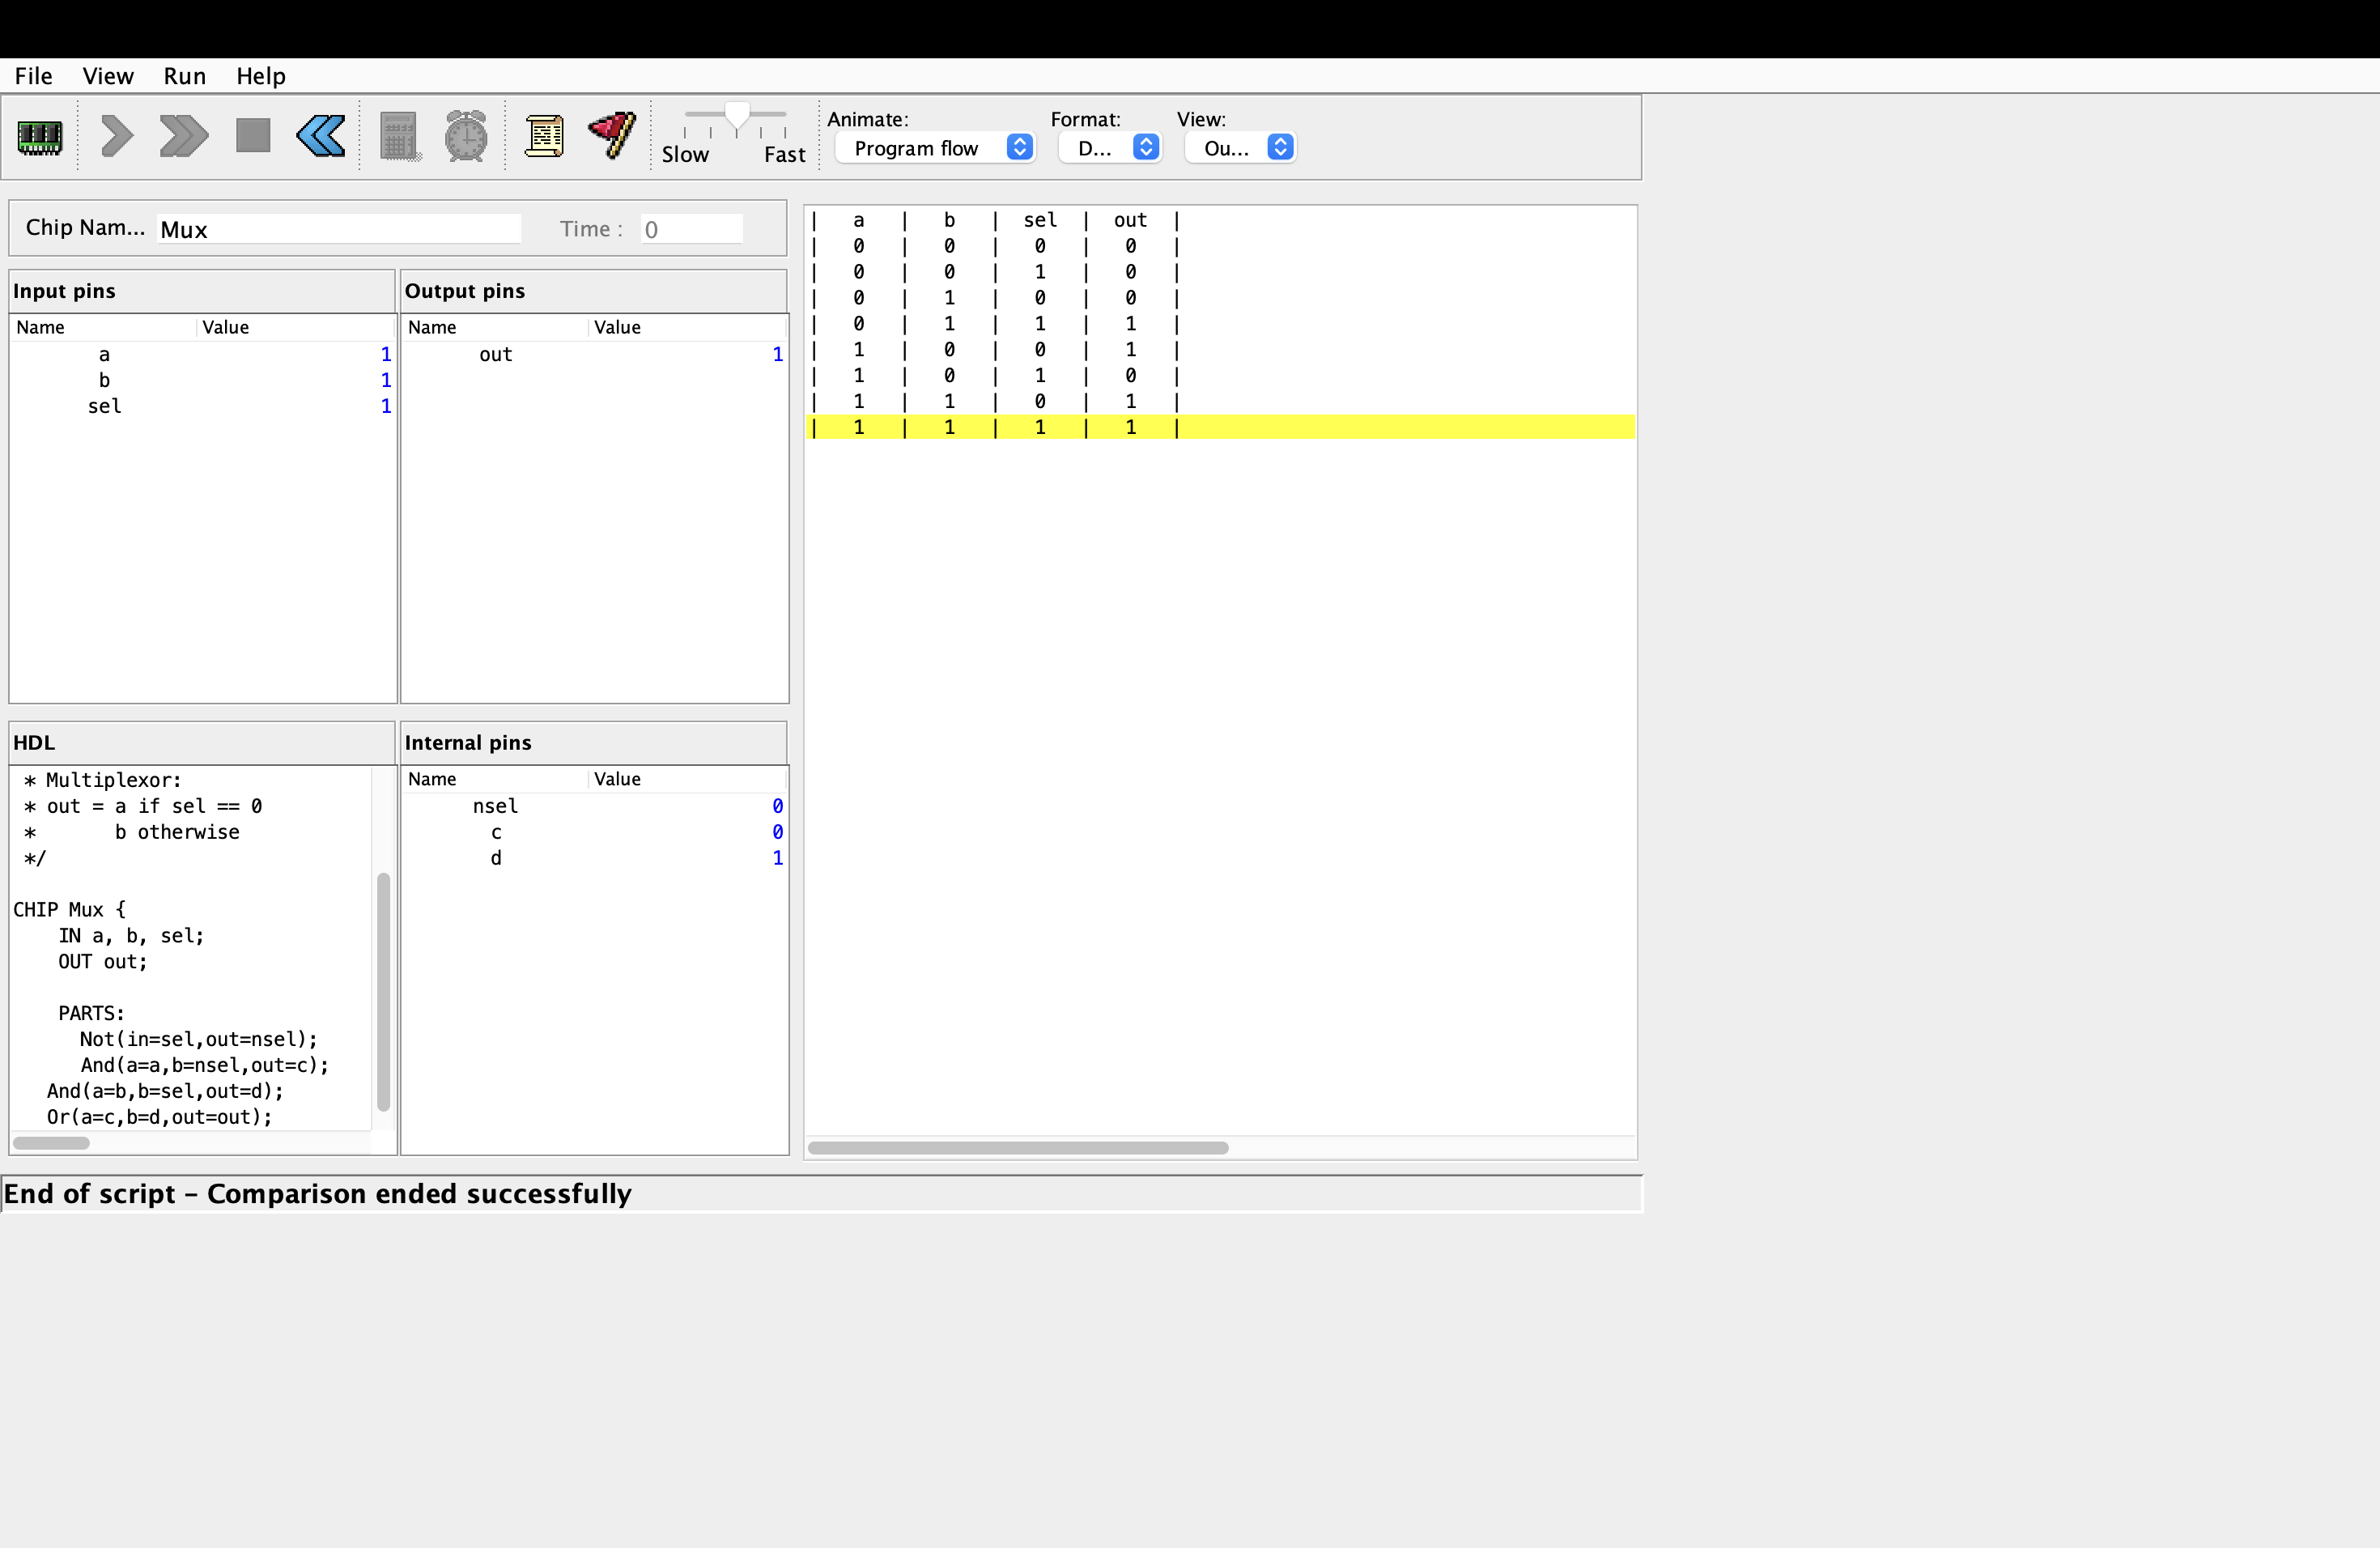 File View Run Help
Animate: Format: View:
Slow Fast Program flow D... Ou...
Chip Nam... Mux Time : 0
Input pins
Name Value
a 1
b 1
sel 1
Output pins
Name Value
out 1
HDL
* Multiplexor:
* out = a if sel == 0
*       b otherwise
*/
CHIP Mux {
IN a, b, sel;
OUT out;
PARTS:
Not(in=sel,out=nsel);
And(a=a,b=nsel,out=c);
And(a=b,b=sel,out=d);
Or(a=c,b=d,out=out);
Internal pins
Name Value
nsel 0
c 0
d 1
| a | b | sel | out |
| 0 | 0 | 0 | 0 |
| 0 | 0 | 1 | 0 |
| 0 | 1 | 0 | 0 |
| 0 | 1 | 1 | 1 |
| 1 | 0 | 0 | 1 |
| 1 | 0 | 1 | 0 |
| 1 | 1 | 0 | 1 |
| 1 | 1 | 1 | 1 |
End of script – Comparison ended successfully